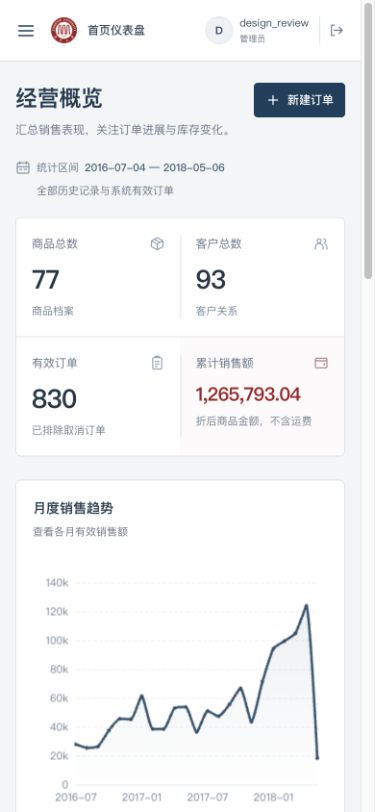 首页仪表盘
D
design_review
管理员
经营概览
+ 新建订单
汇总销售表现，关注订单进展与库存变化。
统计区间 2016-07-04 — 2018-05-06
全部历史记录与系统有效订单
商品总数
77
商品档案
客户总数
93
客户关系
有效订单
830
已排除取消订单
累计销售额
1,265,793.04
折后商品金额，不含运费
月度销售趋势
查看各月有效销售额
140k
120k
100k
80k
60k
40k
20k
0
2016-07 2017-01 2017-07 2018-01